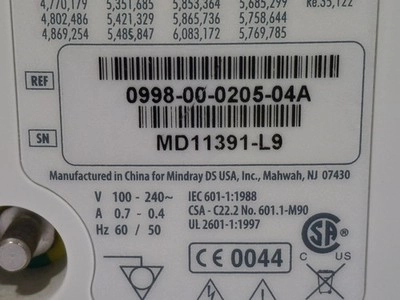 4,770,179 5,351,685 5,853,364 5,685,299 Re.35,122
4,802,486 5,421,329 5,865,736 5,758,644
4,869,254 5,485,847 6,083,172 5,769,785
REF
0998-00-0205-04A
SN
MD11391-L9
Manufactured in China for Mindray DS USA, Inc., Mahwah, NJ 07430
V 100 - 240~ IEC 601-1:1988
A 0.7 - 0.4 CSA - C22.2 No. 601.1-M90
Hz 60 / 50 UL 2601-1:1997
CE 0044
SA
C US